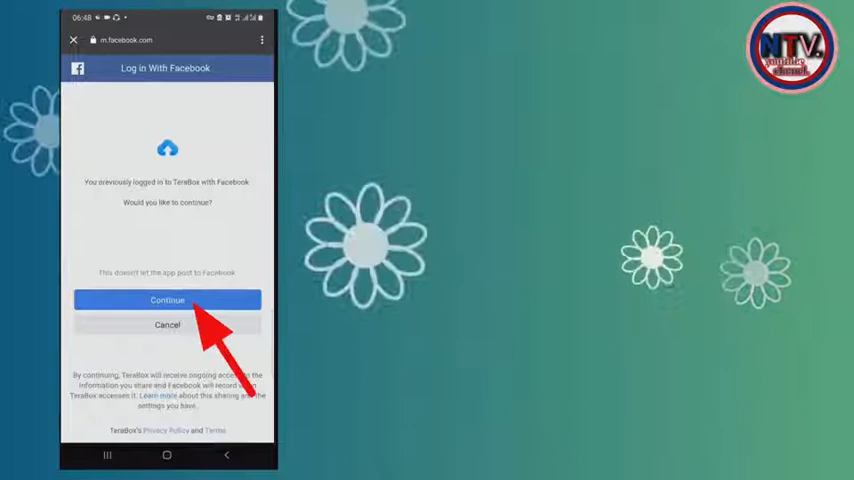 06:48
m.facebook.com
Log in With Facebook
You previously logged in to TeraBox with Facebook
Would you like to continue?
This doesn't let the app post to Facebook
Continue
Cancel
By continuing, TeraBox will receive ongoing access to the
information you share and Facebook will record when
TeraBox accesses it. Learn more about this sharing and the
settings you have.
TeraBox's Privacy Policy and Terms
NTV.
youtube
chanel.